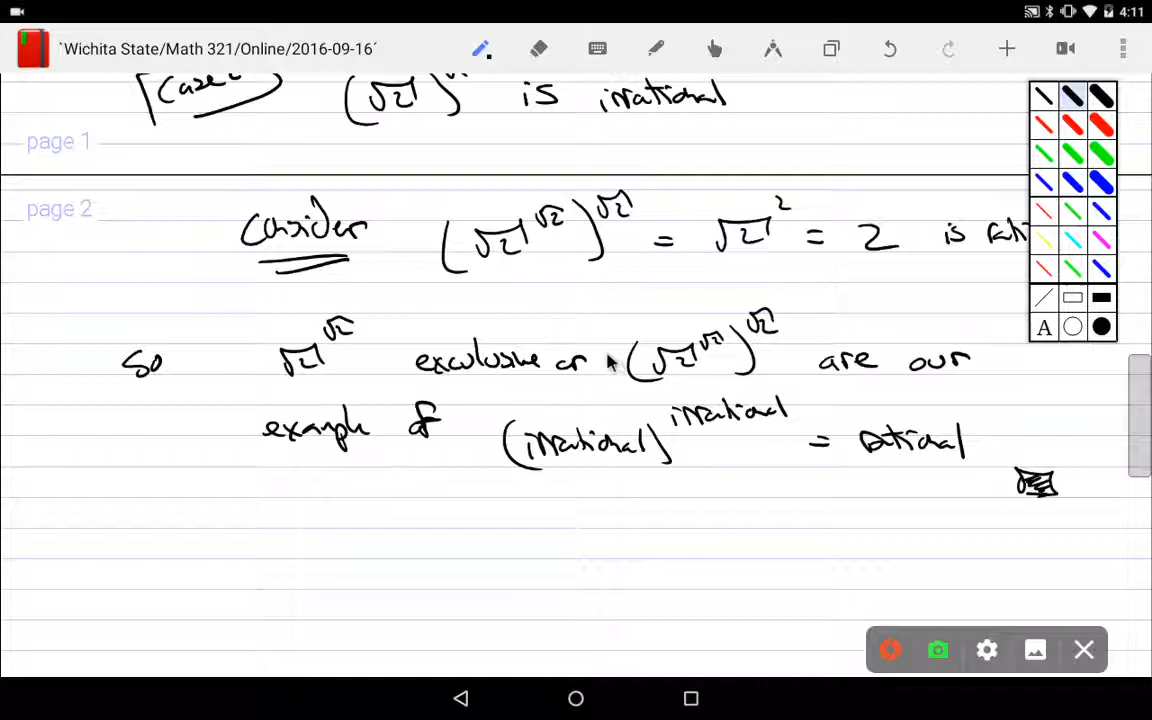 4:11
`Wichita State/Math 321/Online/2016-09-16´
(√2)^√2 is irrational
page 1
page 2
Consider (√2^√2)^√2 = √2^2 = 2 is rati
So √2^√2 exculusive or (√2^√2)^√2 are our
example of (irrational)^irrational = rational
A